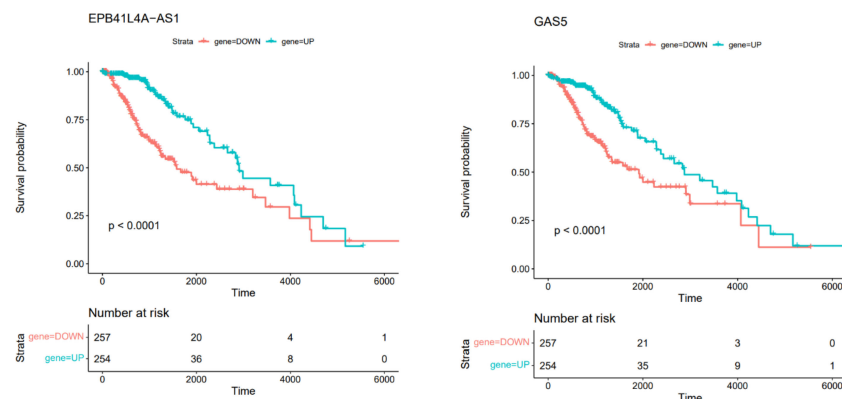 EPB41L4A−AS1
Strata gene=DOWN gene=UP
1.00
0.75
0.50
0.25
0.00
Survival probability
p < 0.0001
0 2000 4000 6000
Time
Number at risk
Strata
gene=DOWN 257 20 4 1
gene=UP 254 36 8 0
0 2000 4000 6000
Time
GAS5
Strata gene=DOWN gene=UP
1.00
0.75
0.50
0.25
0.00
Survival probability
p < 0.0001
0 2000 4000 6000
Time
Number at risk
Strata
gene=DOWN 257 21 3 0
gene=UP 254 35 9 1
0 2000 4000 6000
Time